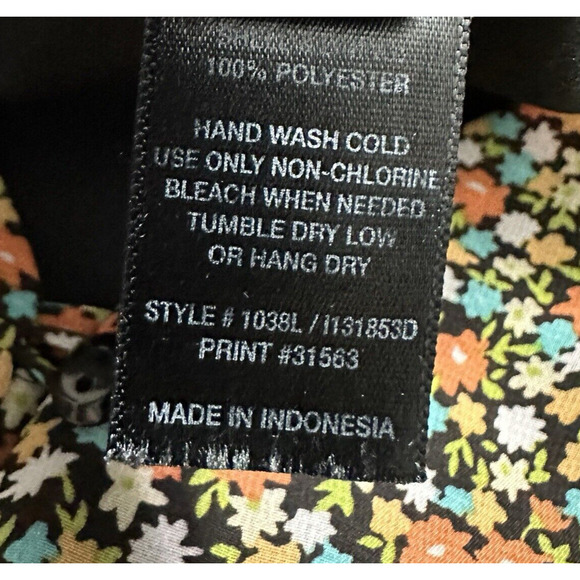 100% POLYESTER
HAND WASH COLD
USE ONLY NON-CHLORINE
BLEACH WHEN NEEDED
TUMBLE DRY LOW
OR HANG DRY
STYLE # 1038L / I131853D
PRINT #31563
MADE IN INDONESIA